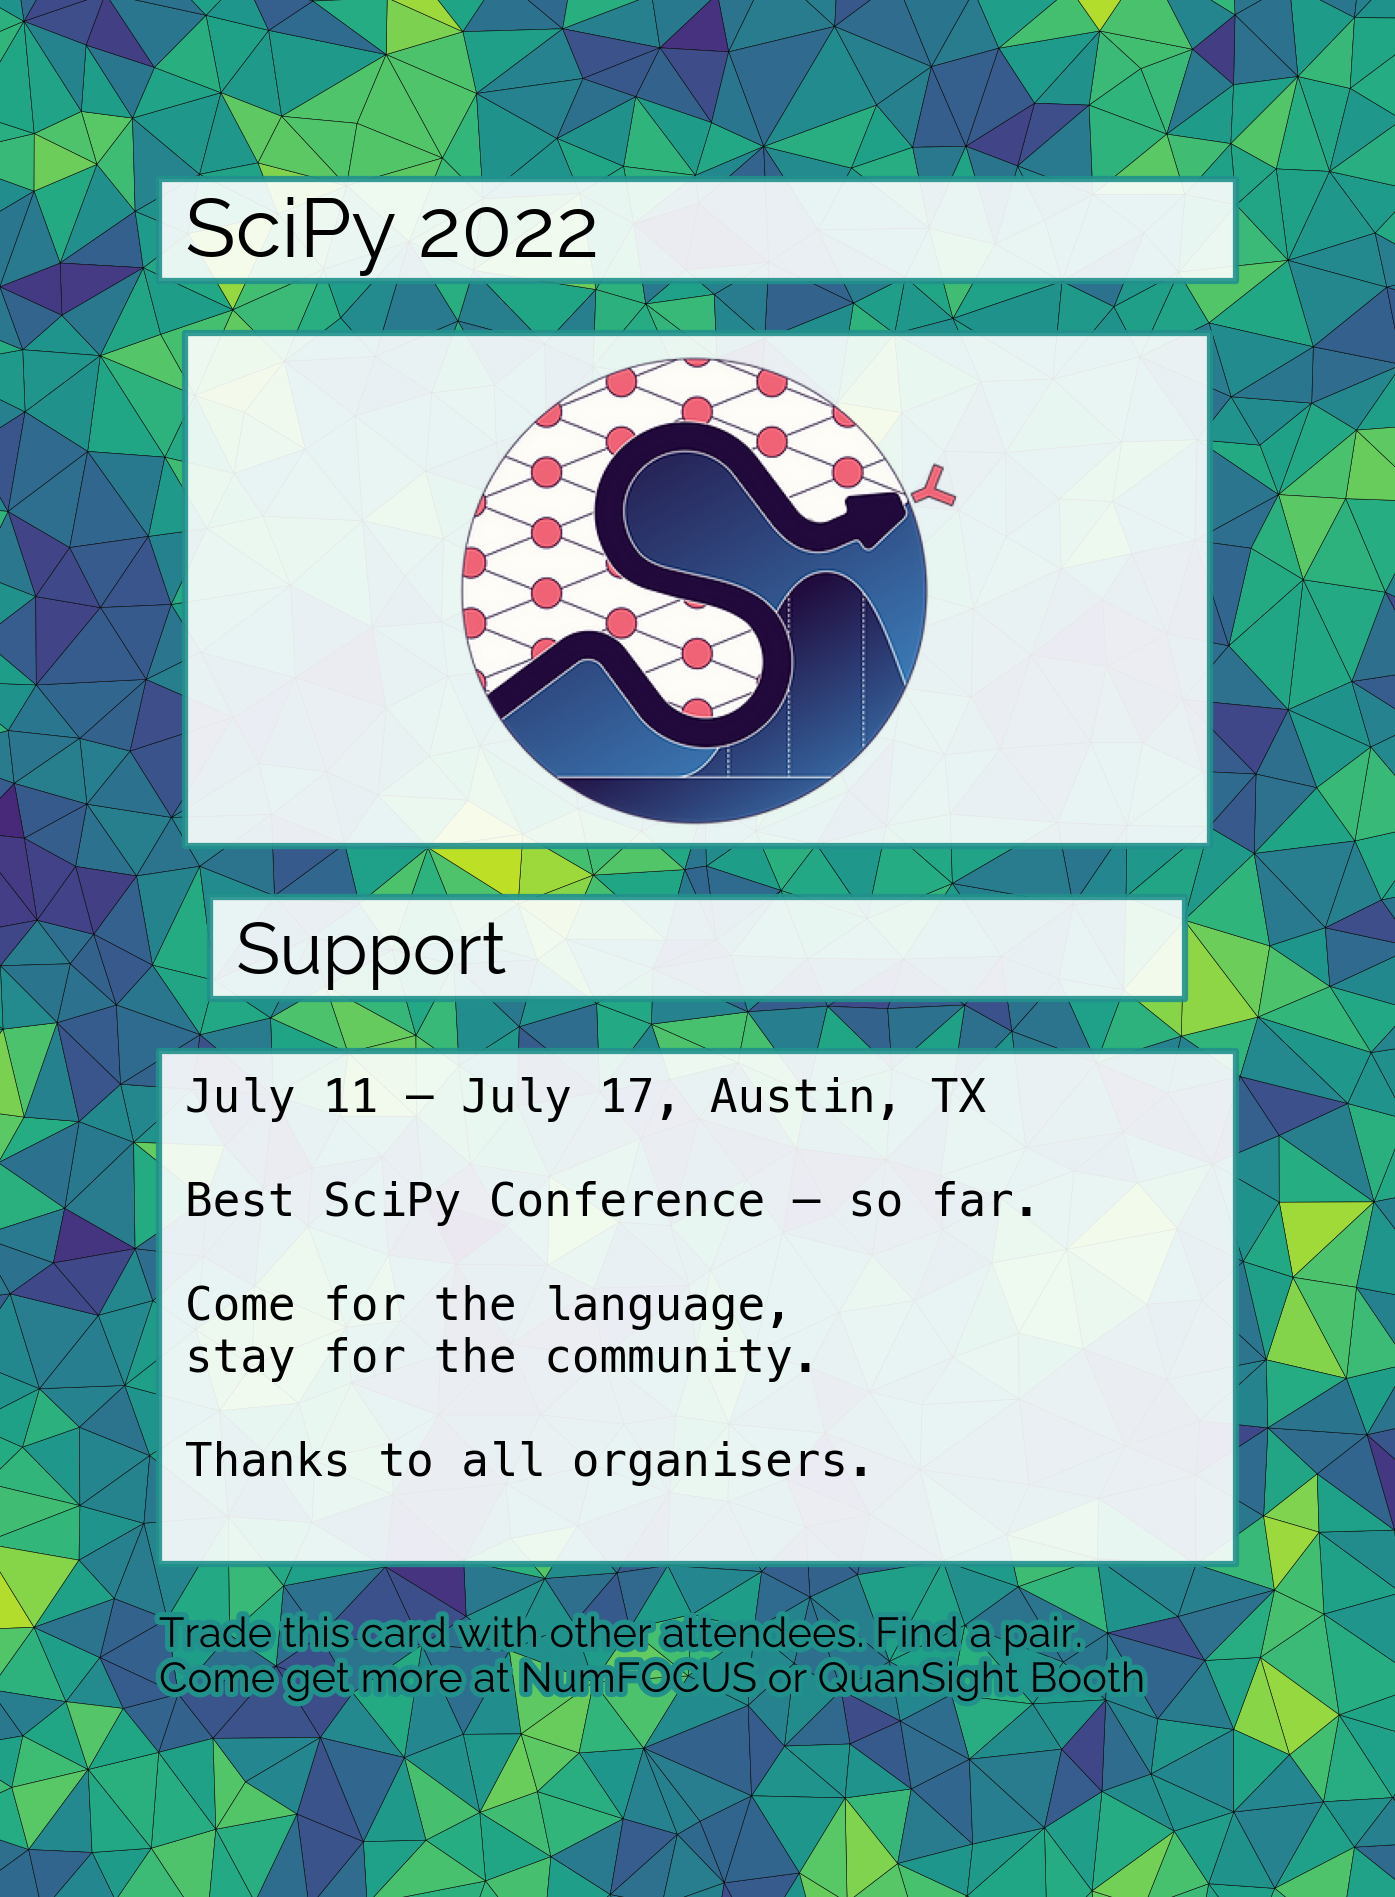 SciPy 2022
Support
July 11 – July 17, Austin, TX
Best SciPy Conference – so far.
Come for the language,
stay for the community.
Thanks to all organisers.
Trade this card with other attendees. Find a pair.
Come get more at NumFOCUS or QuanSight Booth